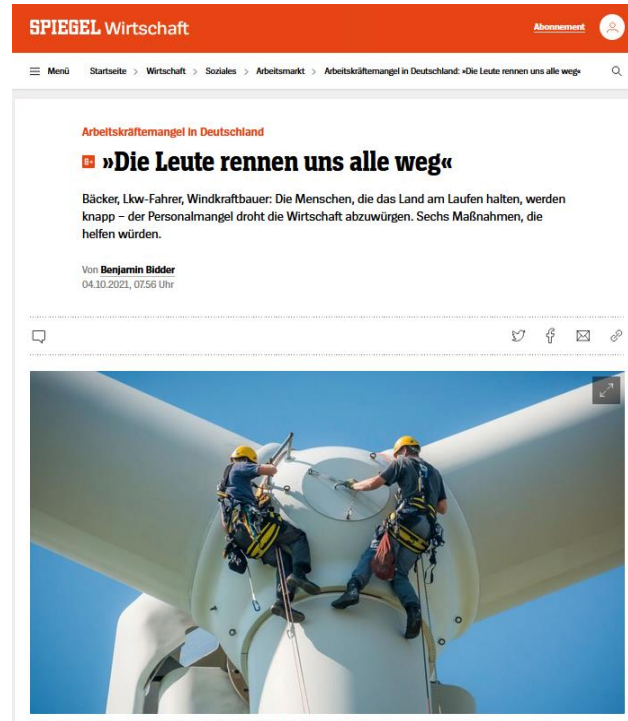 SPIEGEL Wirtschaft
Abonnement
Menü Startseite > Wirtschaft > Soziales > Arbeitsmarkt > Arbeitskräftemangel in Deutschland: »Die Leute rennen uns alle weg«
Arbeitskräftemangel in Deutschland
S+ »Die Leute rennen uns alle weg«
Bäcker, Lkw-Fahrer, Windkraftbauer: Die Menschen, die das Land am Laufen halten, werden
knapp – der Personalmangel droht die Wirtschaft abzuwürgen. Sechs Maßnahmen, die
helfen würden.
Von Benjamin Bidder
04.10.2021, 07.56 Uhr